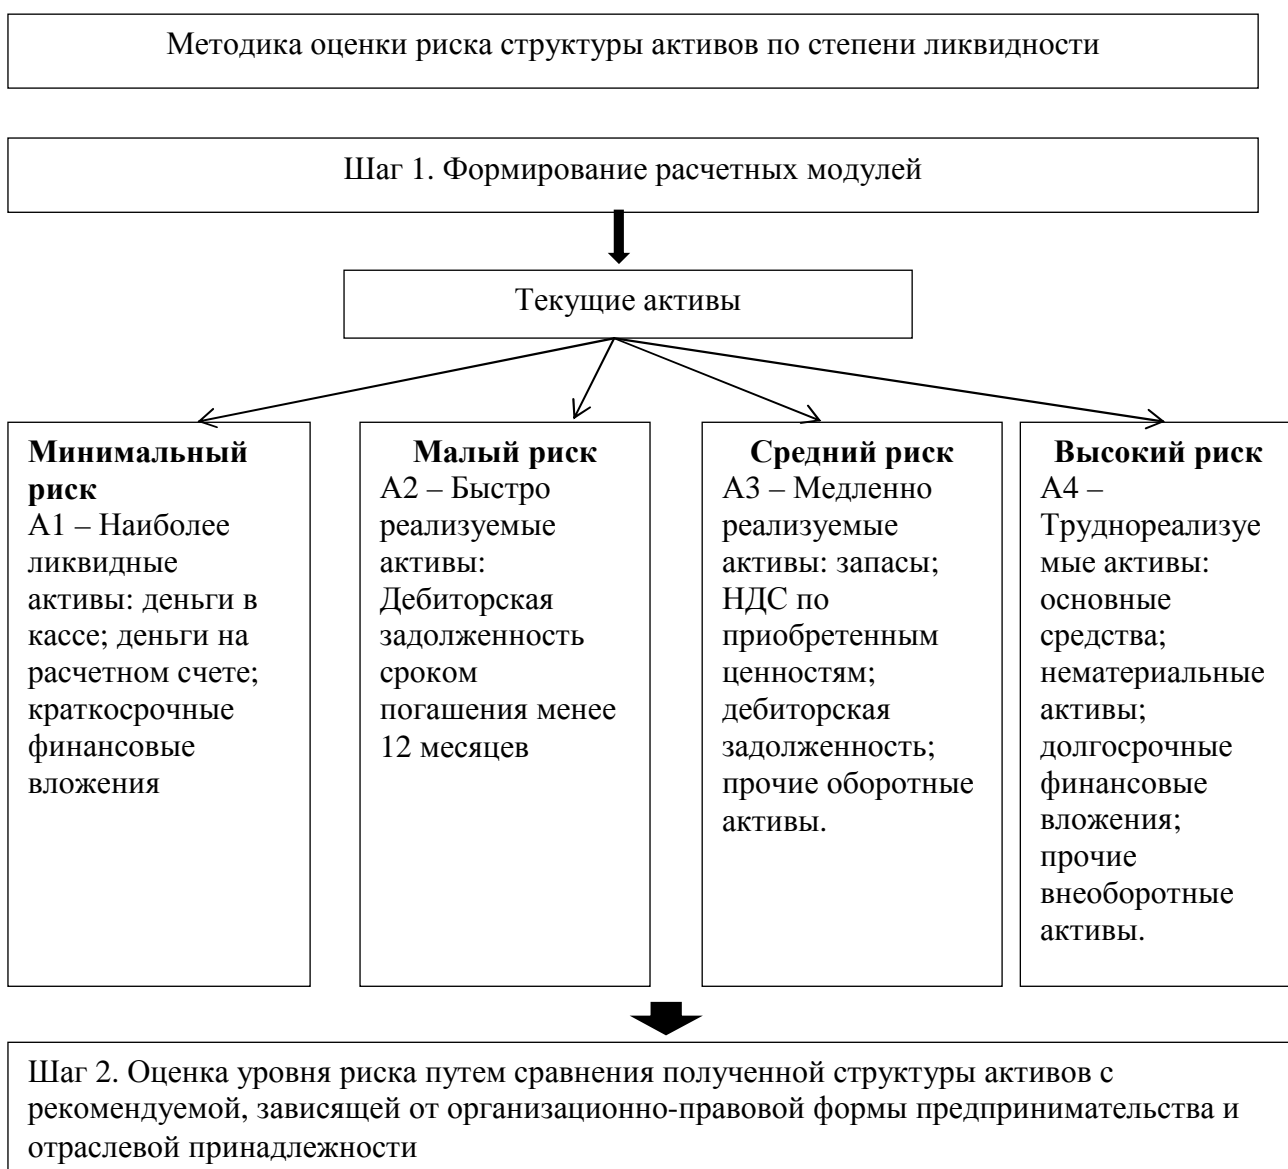 Методика оценки риска структуры активов по степени ликвидности
Шаг 1. Формирование расчетных модулей
Текущие активы
Минимальный
риск
А1 – Наиболее
ликвидные
активы: деньги в
кассе; деньги на
расчетном счете;
краткосрочные
финансовые
вложения
Малый риск
А2 – Быстро
реализуемые
активы:
Дебиторская
задолженность
сроком
погашения менее
12 месяцев
Средний риск
А3 – Медленно
реализуемые
активы: запасы;
НДС по
приобретенным
ценностям;
дебиторская
задолженность;
прочие оборотные
активы.
Высокий риск
А4 –
Труднореализуе
мые активы:
основные
средства;
нематериальные
активы;
долгосрочные
финансовые
вложения;
прочие
внеоборотные
активы.
Шаг 2. Оценка уровня риска путем сравнения полученной структуры активов с
рекомендуемой, зависящей от организационно-правовой формы предпринимательства и
отраслевой принадлежности